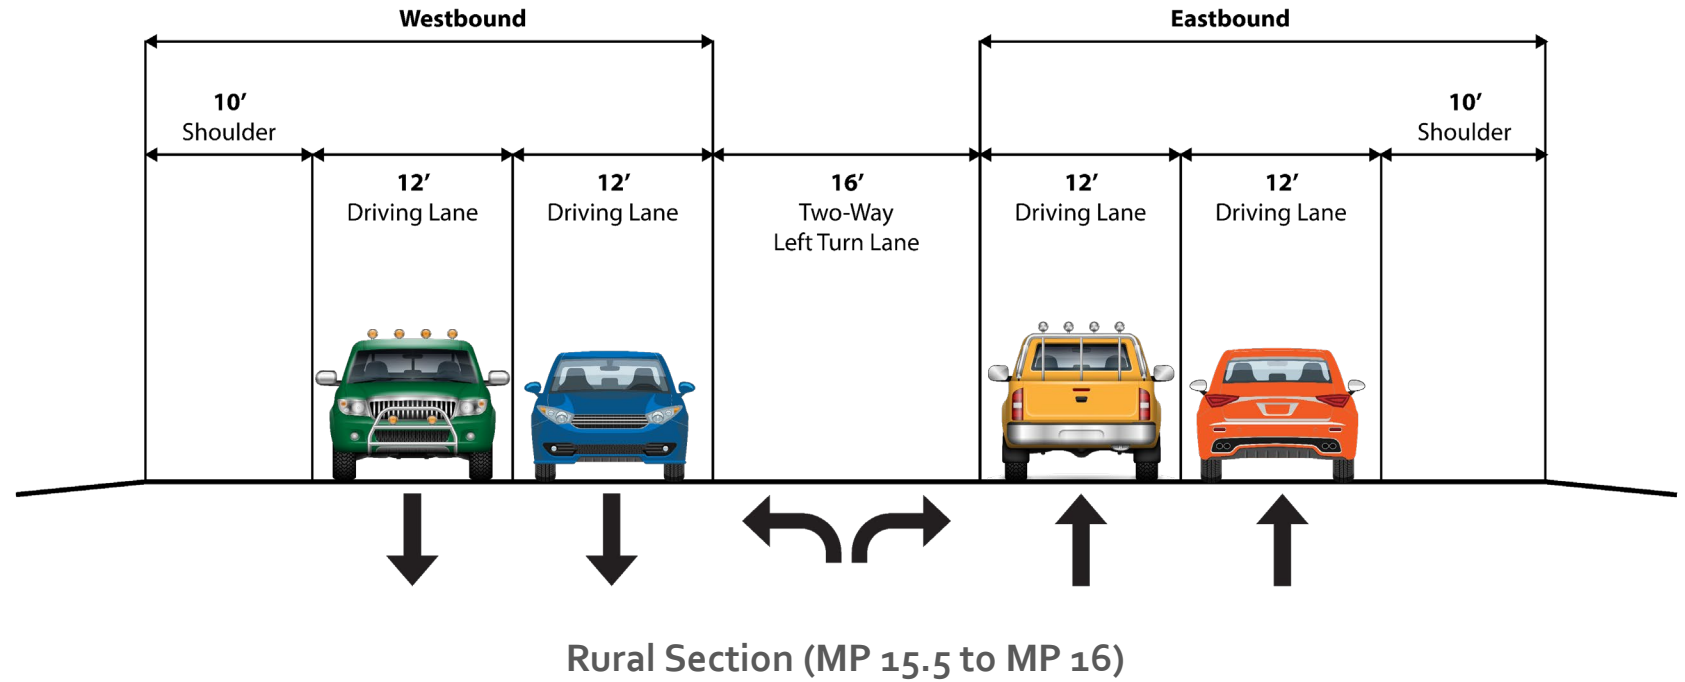 Westbound
Eastbound
10’
Shoulder
10’
Shoulder
12’
Driving Lane
12’
Driving Lane
16’
Two-Way
Left Turn Lane
12’
Driving Lane
12’
Driving Lane
Rural Section (MP 15.5 to MP 16)